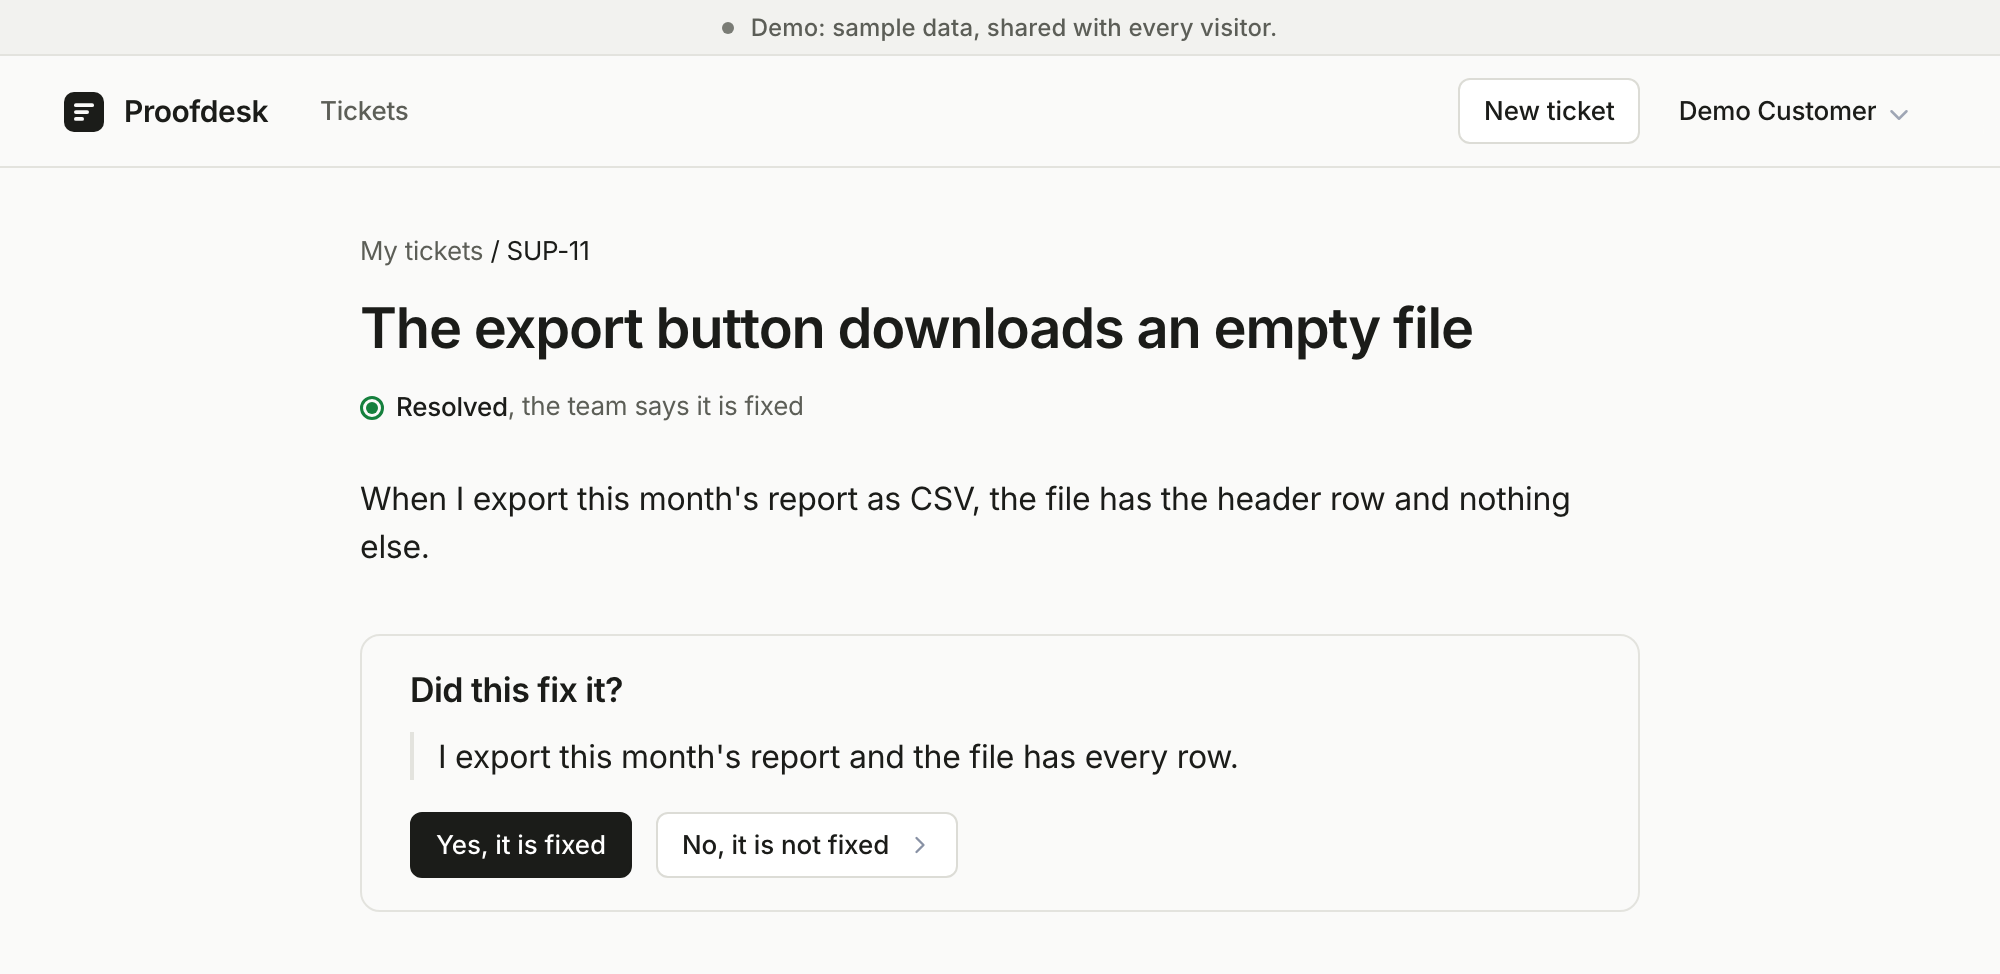 Demo: sample data, shared with every visitor.
Proofdesk
Tickets
New ticket
Demo Customer
My tickets / SUP-11
The export button downloads an empty file
Resolved, the team says it is fixed
When I export this month's report as CSV, the file has the header row and nothing
else.
Did this fix it?
I export this month's report and the file has every row.
Yes, it is fixed
No, it is not fixed